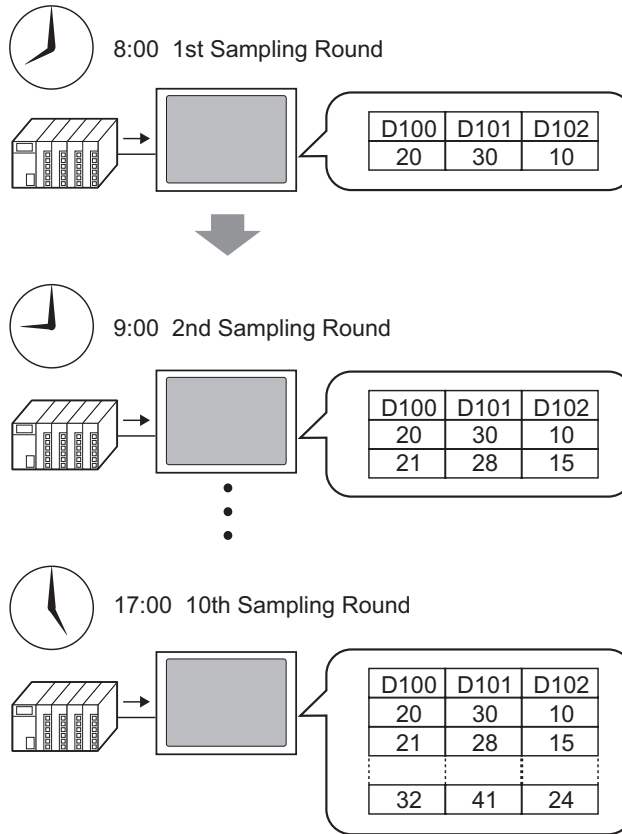 8:00 1st Sampling Round
D100 D101 D102
20 30 10
9:00 2nd Sampling Round
D100 D101 D102
20 30 10
21 28 15
17:00 10th Sampling Round
D100 D101 D102
20 30 10
21 28 15
32 41 24